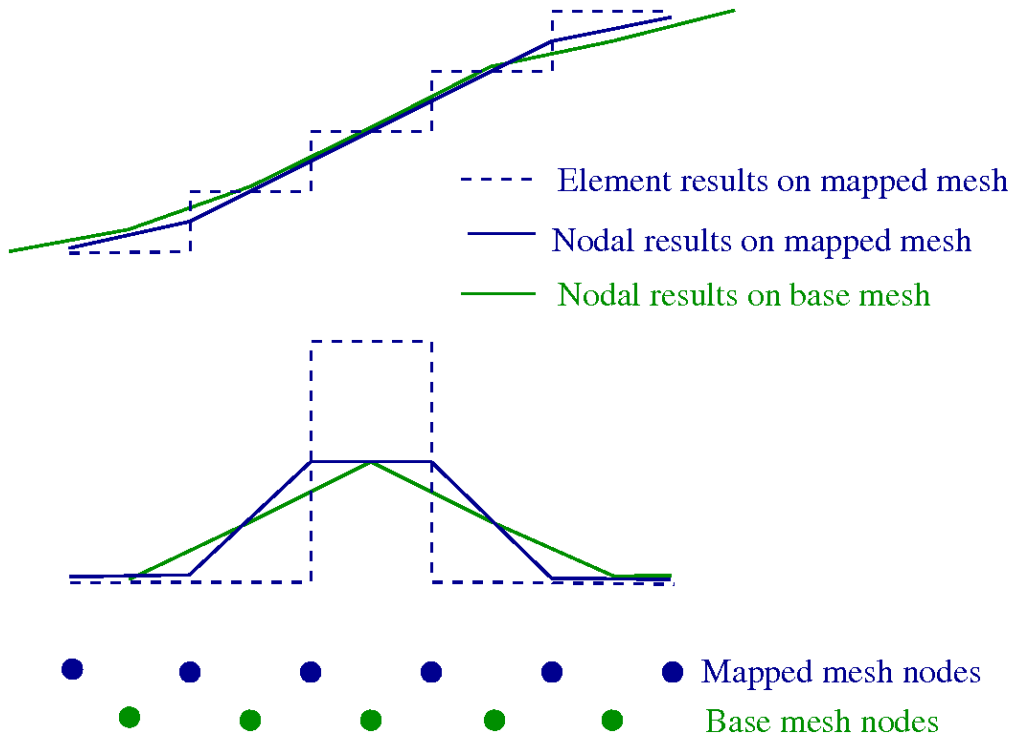 Element results on mapped mesh
Nodal results on mapped mesh
Nodal results on base mesh
Mapped mesh nodes
Base mesh nodes